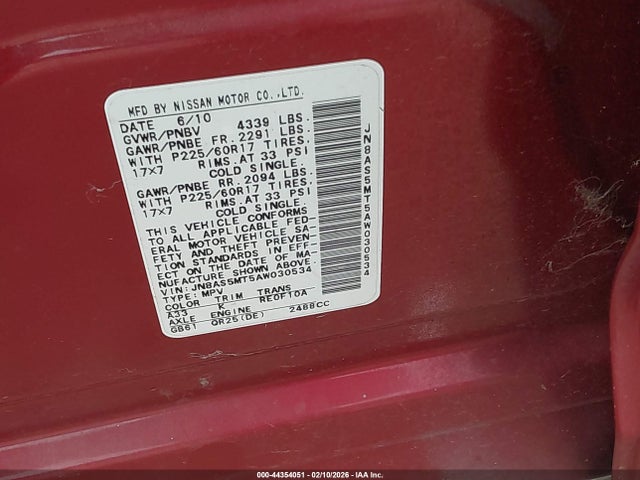 MFD BY NISSAN MOTOR CO.,LTD.
DATE 6/10
GVWR/PNBV 4339 LBS.
GAWR/PNBE FR. 2291 LBS.
WITH P225/60R17 TIRES,
17x7 RIMS.AT 33 PSI
COLD SINGLE.
GAWR/PNBE RR. 2094 LBS.
WITH P225/60R17 TIRES,
17x7 RIMS.AT 33 PSI
COLD SINGLE.
THIS VEHICLE CONFORMS
TO ALL APPLICABLE FED-
ERAL MOTOR VEHICLE SA-
FETY AND THEFT PREVEN-
TION STANDARDS IN EFF-
ECT ON THE DATE OF MA-
NUFACTURE SHOWN ABOVE.
VIN: JN8AS5MT5AW030534
TYPE: MPV
COLOR TRIM TRANS
A33 K RE0F10A
AXLE ENGINE
GB61 QR25(DE) 2488CC
JN8AS5MT5AW030534
000-44354051 - 02/10/2026 - IAA Inc.